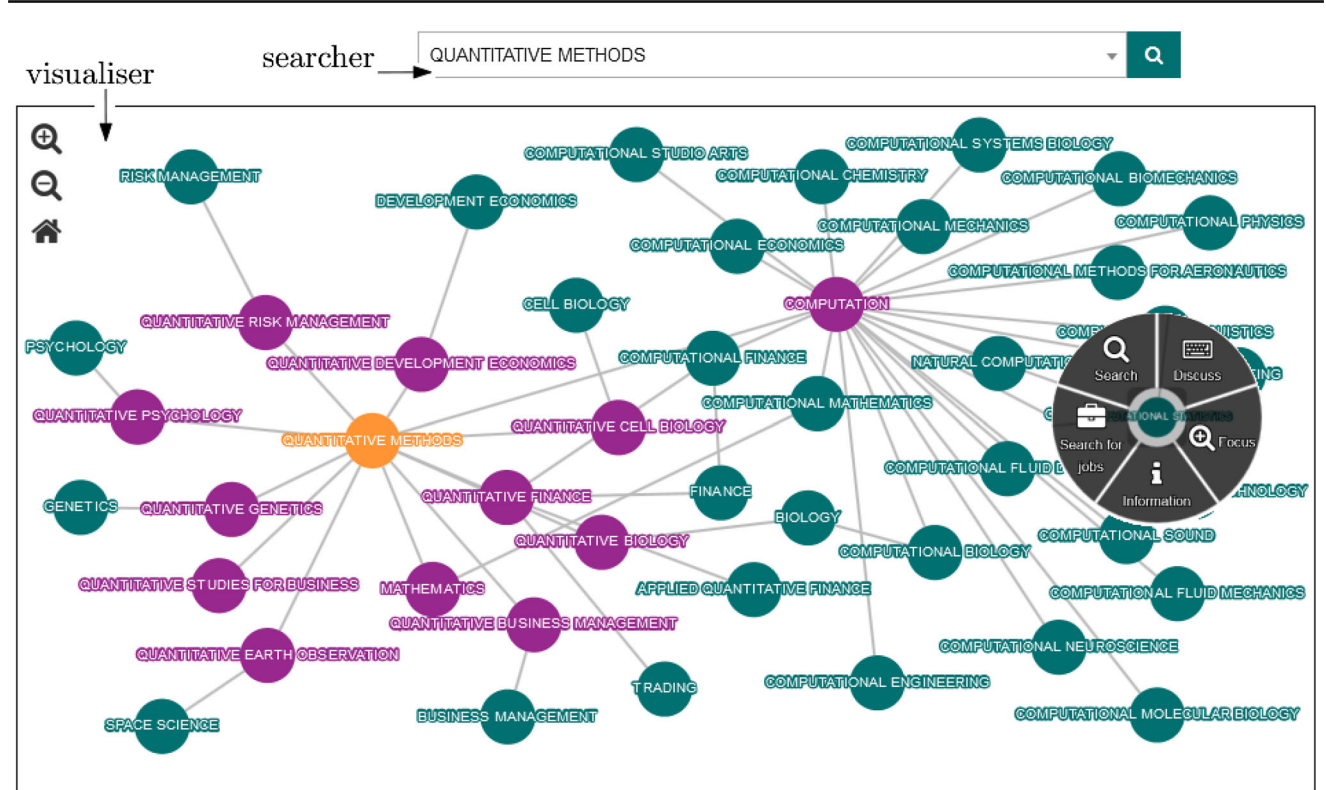 searcher
QUANTITATIVE METHODS
visualiser
COMPUTATIONAL SYSTEMS BIOLOGY
COMPUTATIONAL STUDIO ARTS
RISK MANAGEMENT
COMPUTATIONAL CHEMISTRY
COMPUTATIONAL BIOMECHANICS
DEVELOPMENT ECONOMICS
COMPUTATIONAL MECHANICS
COMPUTATIONAL PHYSICS
COMPUTATIONAL ECONOMICS
COMPUTATIONAL METHODS FOR AERONAUTICS
CELL BIOLOGY
COMPUTATION
QUANTITATIVE RISK MANAGEMENT
PSYCHOLOGY
COMPUTATIONAL FINANCE
QUANTITATIVE DEVELOPMENT ECONOMICS
NATURAL
Search
Discuss
COMPUTATIONAL MATHEMATICS
QUANTITATIVE PSYCHOLOGY
QUANTITATIVE CELL BIOLOGY
QUANTITATIVE METHODS
Search for
jobs
Focus
COMPUTATIONAL FLUID
FINANCE
QUANTITATIVE FINANCE
Information
GENETICS
QUANTITATIVE GENETICS
BIOLOGY
COMPUTATIONAL SOUND
QUANTITATIVE BIOLOGY
COMPUTATIONAL BIOLOGY
QUANTITATIVE STUDIES FOR BUSINESS
MATHEMATICS
APPLIED QUANTITATIVE FINANCE
COMPUTATIONAL FLUID MECHANICS
QUANTITATIVE BUSINESS MANAGEMENT
COMPUTATIONAL NEUROSCIENCE
QUANTITATIVE EARTH OBSERVATION
COMPUTATIONAL ENGINEERING
TRADING
COMPUTATIONAL MOLECULAR BIOLOGY
BUSINESS MANAGEMENT
SPACE SCIENCE